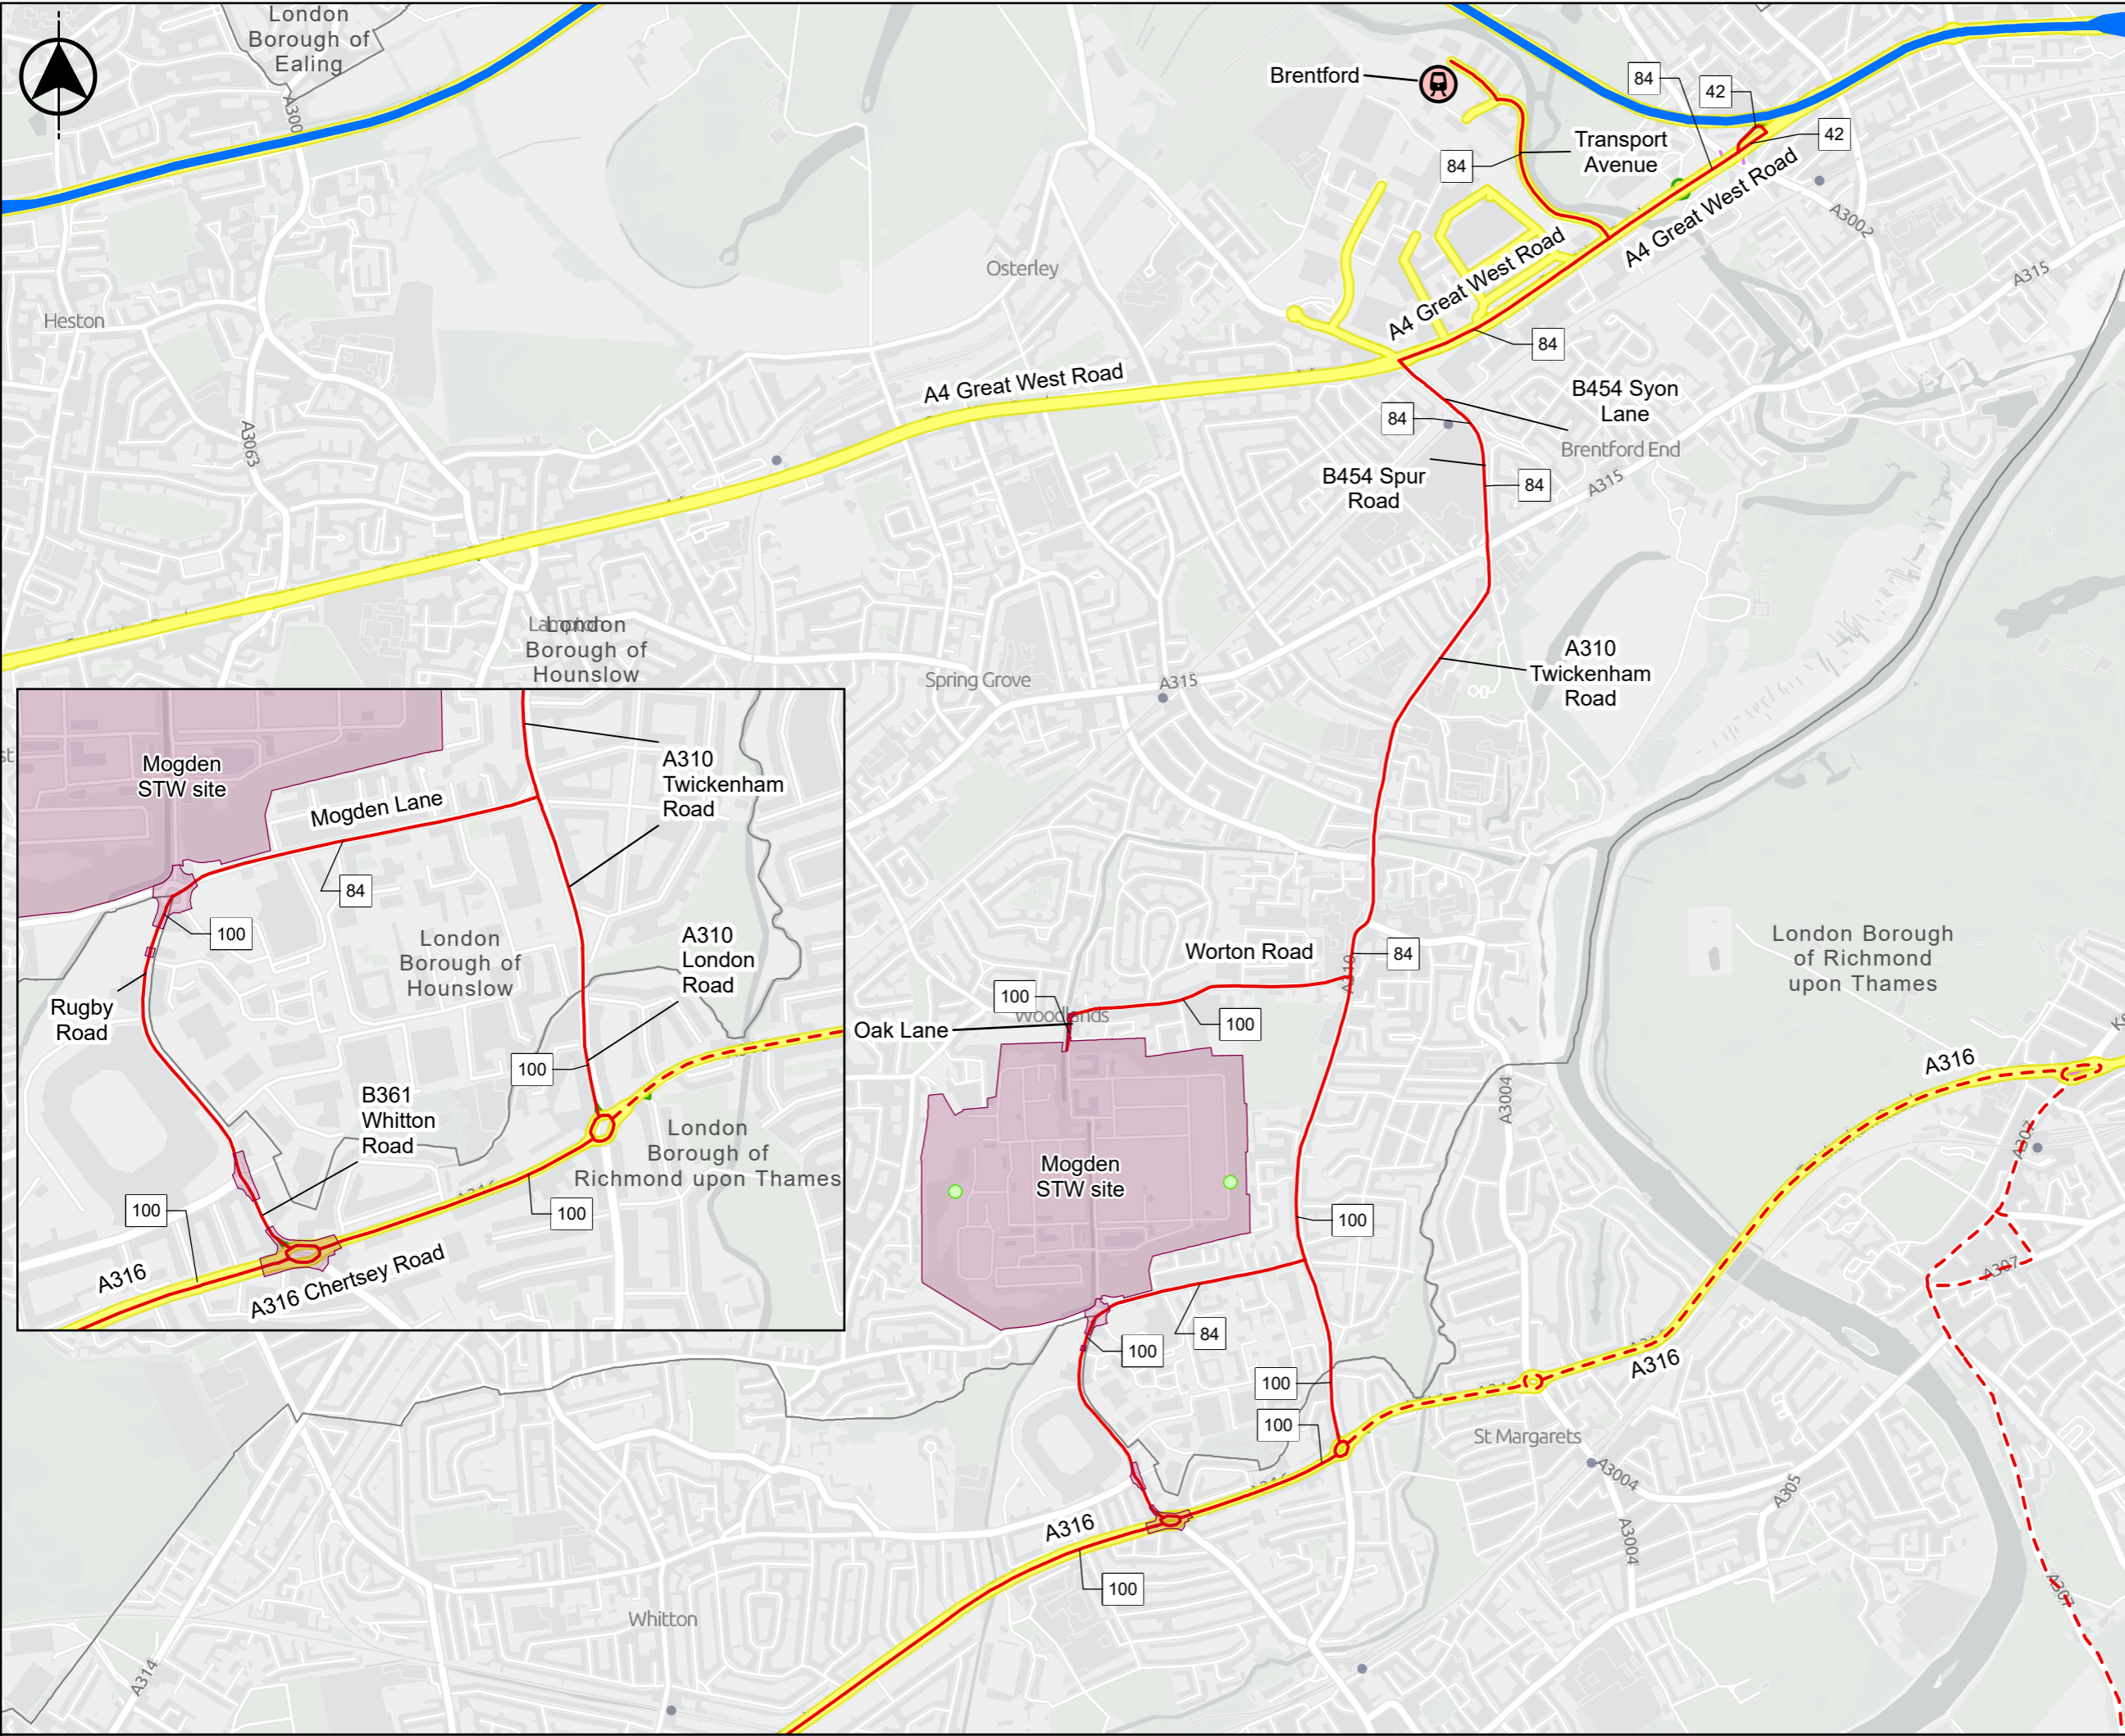 London
Borough of
Ealing
A300
Brentford
84
42
42
Transport
Avenue
84
A3002
A4 Great West Road
A4 Great West Road
A315
Osterley
Heston
84
A4 Great West Road
B454 Syon
Lane
84
Brentford End
A3063
B454 Spur
Road
84
A315
London
Borough of
Hounslow
A310
Twickenham
Road
Spring Grove
A315
Mogden
STW site
Mogden Lane
A310
Twickenham
Road
84
100
London
Borough of
Hounslow
A310
London
Road
Rugby
Road
100
B361
Whitton
Road
London
Borough of
Richmond upon Thames
100
100
A316
A316 Chertsey Road
Worton Road
84
A310
100
Woodlands
100
Oak Lane
London Borough
of Richmond
upon Thames
A316
A3004
A307
Mogden
STW site
100
A307
84
100
100
A316
100
St Margarets
A3004
A305
A316
A3004
100
A307
Whitton
A314